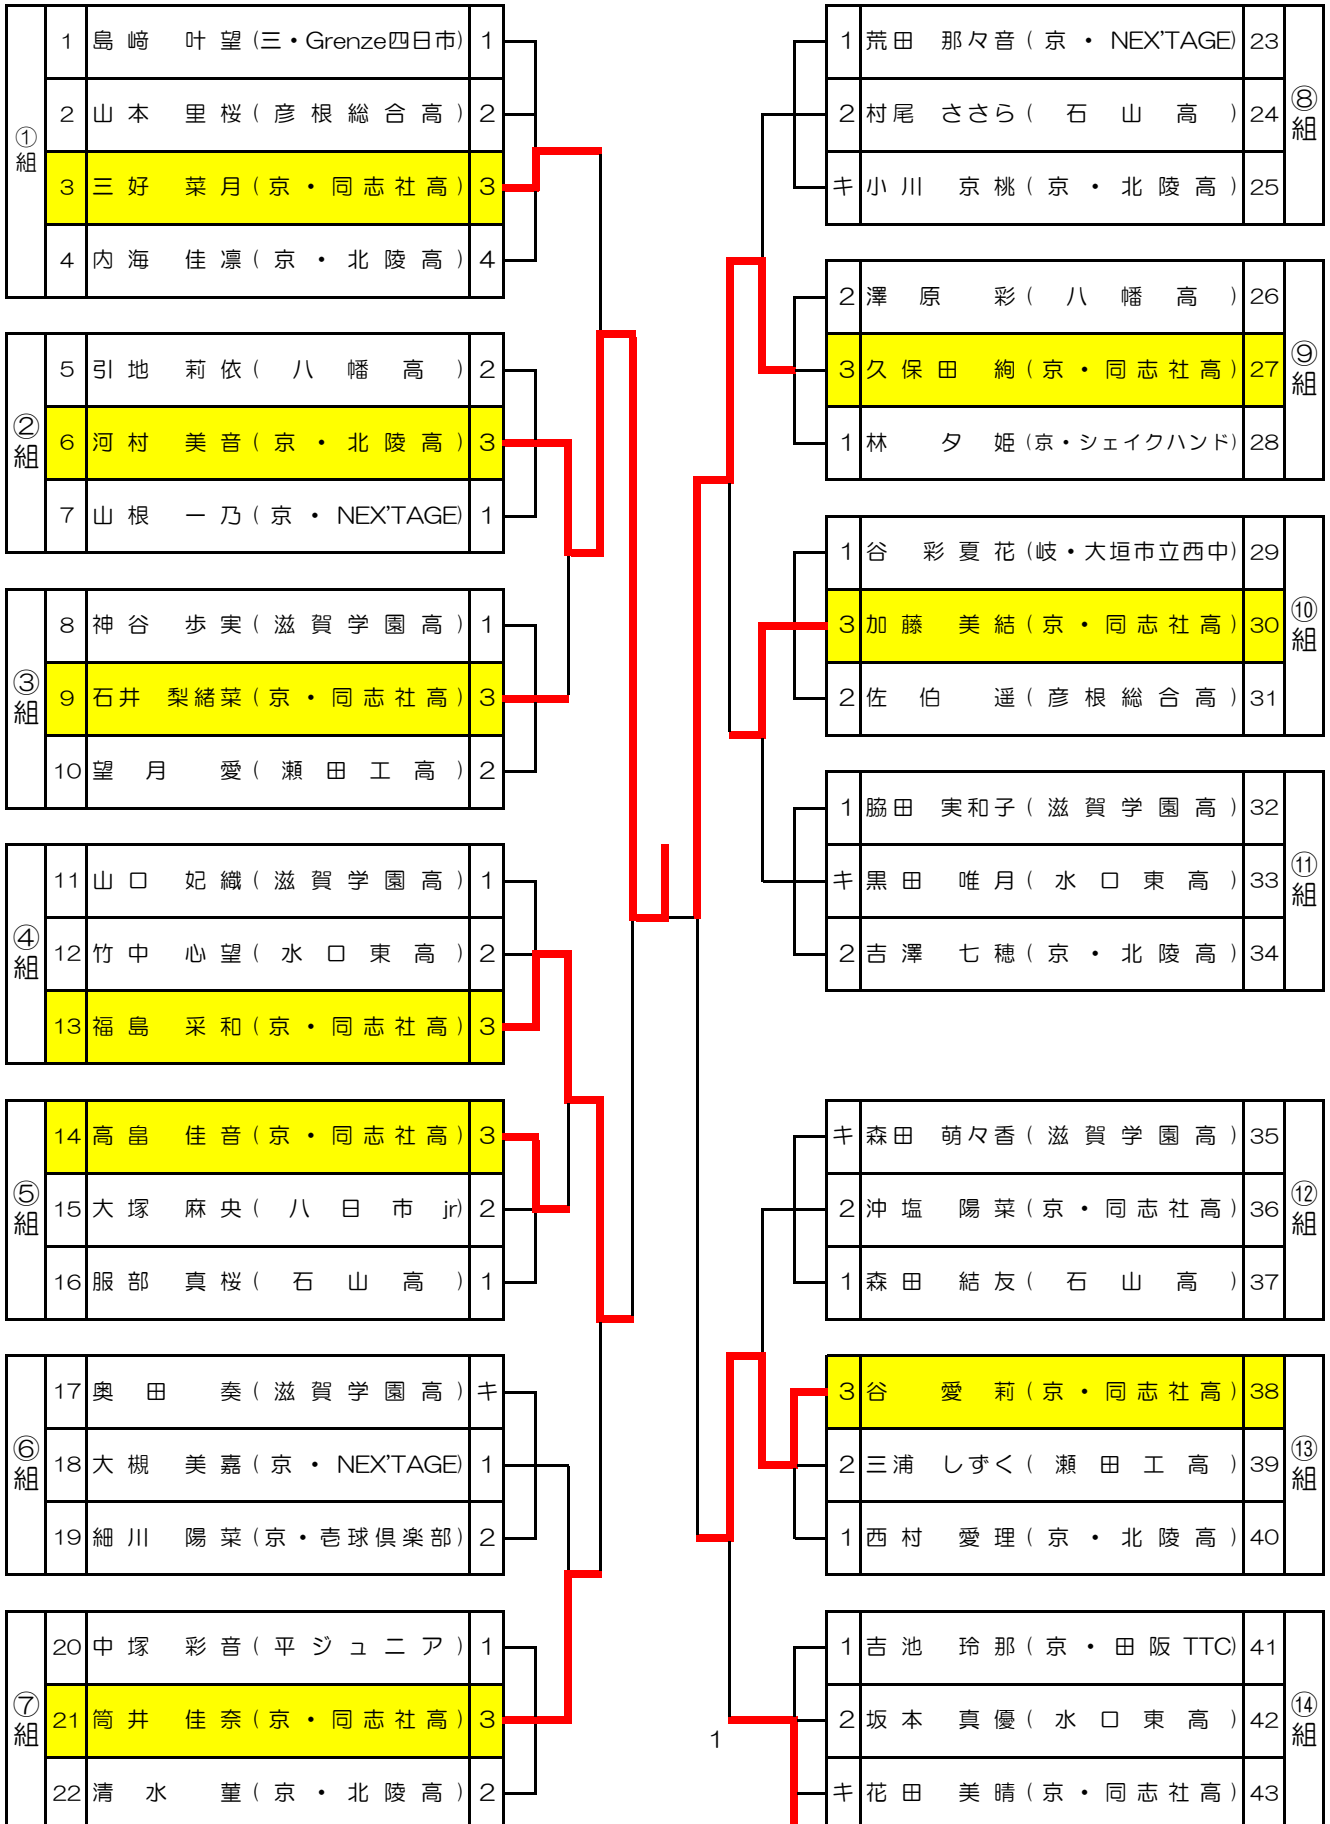 ①組
1 島﨑 叶望(三・Grenze四日市) 1
2 山本 里桜(彦根総合高) 2
3 三好 菜月(京・同志社高) 3
4 内海 佳凛(京・北陵高) 4
②組
5 引地 莉依(八幡高) 2
6 河村 美音(京・北陵高) 3
7 山根 一乃(京・NEX'TAGE) 1
③組
8 神谷 歩実(滋賀学園高) 1
9 石井 梨緒菜(京・同志社高) 3
10 望月 愛(瀬田工高) 2
④組
11 山口 妃織(滋賀学園高) 1
12 竹中 心望(水口東高) 2
13 福島 采和(京・同志社高) 3
⑤組
14 高畠 佳音(京・同志社高) 3
15 大塚 麻央(八日市jr) 2
16 服部 真桜(石山高) 1
⑥組
17 奥田 奏(滋賀学園高) キ
18 大槻 美嘉(京・NEX'TAGE) 1
19 細川 陽菜(京・壱球倶楽部) 2
⑦組
20 中塚 彩音(平ジュニア) 1
21 筒井 佳奈(京・同志社高) 3
22 清水 菫(京・北陵高) 2
⑧組
1 荒田 那々音(京・NEX'TAGE) 23
2 村尾 ささら(石山高) 24
キ 小川 京桃(京・北陵高) 25
⑨組
2 澤原 彩(八幡高) 26
3 久保田 絢(京・同志社高) 27
1 林 夕姫(京・シェイクハンド) 28
⑩組
1 谷 彩夏花(岐・大垣市立西中) 29
3 加藤 美結(京・同志社高) 30
2 佐伯 遥(彦根総合高) 31
⑪組
1 脇田 実和子(滋賀学園高) 32
キ 黒田 唯月(水口東高) 33
2 吉澤 七穂(京・北陵高) 34
⑫組
キ 森田 萌々香(滋賀学園高) 35
2 沖塩 陽菜(京・同志社高) 36
1 森田 結友(石山高) 37
⑬組
3 谷 愛莉(京・同志社高) 38
2 三浦 しずく(瀬田工高) 39
1 西村 愛理(京・北陵高) 40
⑭組
1 吉池 玲那(京・田阪TTC) 41
2 坂本 真優(水口東高) 42
キ 花田 美晴(京・同志社高) 43
1